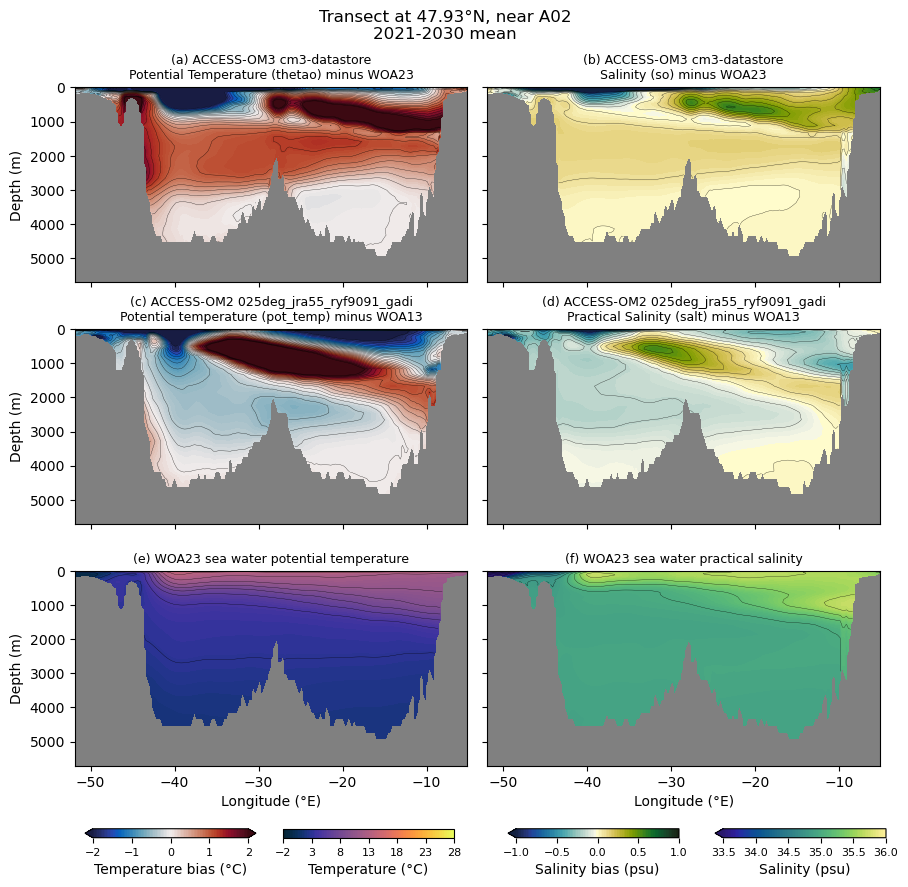 Transect at 47.93°N, near A02
2021-2030 mean
(a) ACCESS-OM3 cm3-datastore
Potential Temperature (thetao) minus WOA23
(b) ACCESS-OM3 cm3-datastore
Salinity (so) minus WOA23
0
1000
2000
3000
4000
5000
Depth (m)
(c) ACCESS-OM2 025deg_jra55_ryf9091_gadi
Potential temperature (pot_temp) minus WOA13
(d) ACCESS-OM2 025deg_jra55_ryf9091_gadi
Practical Salinity (salt) minus WOA13
0
1000
2000
3000
4000
5000
Depth (m)
(e) WOA23 sea water potential temperature
(f) WOA23 sea water practical salinity
0
1000
2000
3000
4000
5000
Depth (m)
−50 −40 −30 −20 −10
Longitude (°E)
−50 −40 −30 −20 −10
Longitude (°E)
−2 −1 0 1 2
Temperature bias (°C)
−2 3 8 13 18 23 28
Temperature (°C)
−1.0 −0.5 0.0 0.5 1.0
Salinity bias (psu)
33.5 34.0 34.5 35.0 35.5 36.0
Salinity (psu)